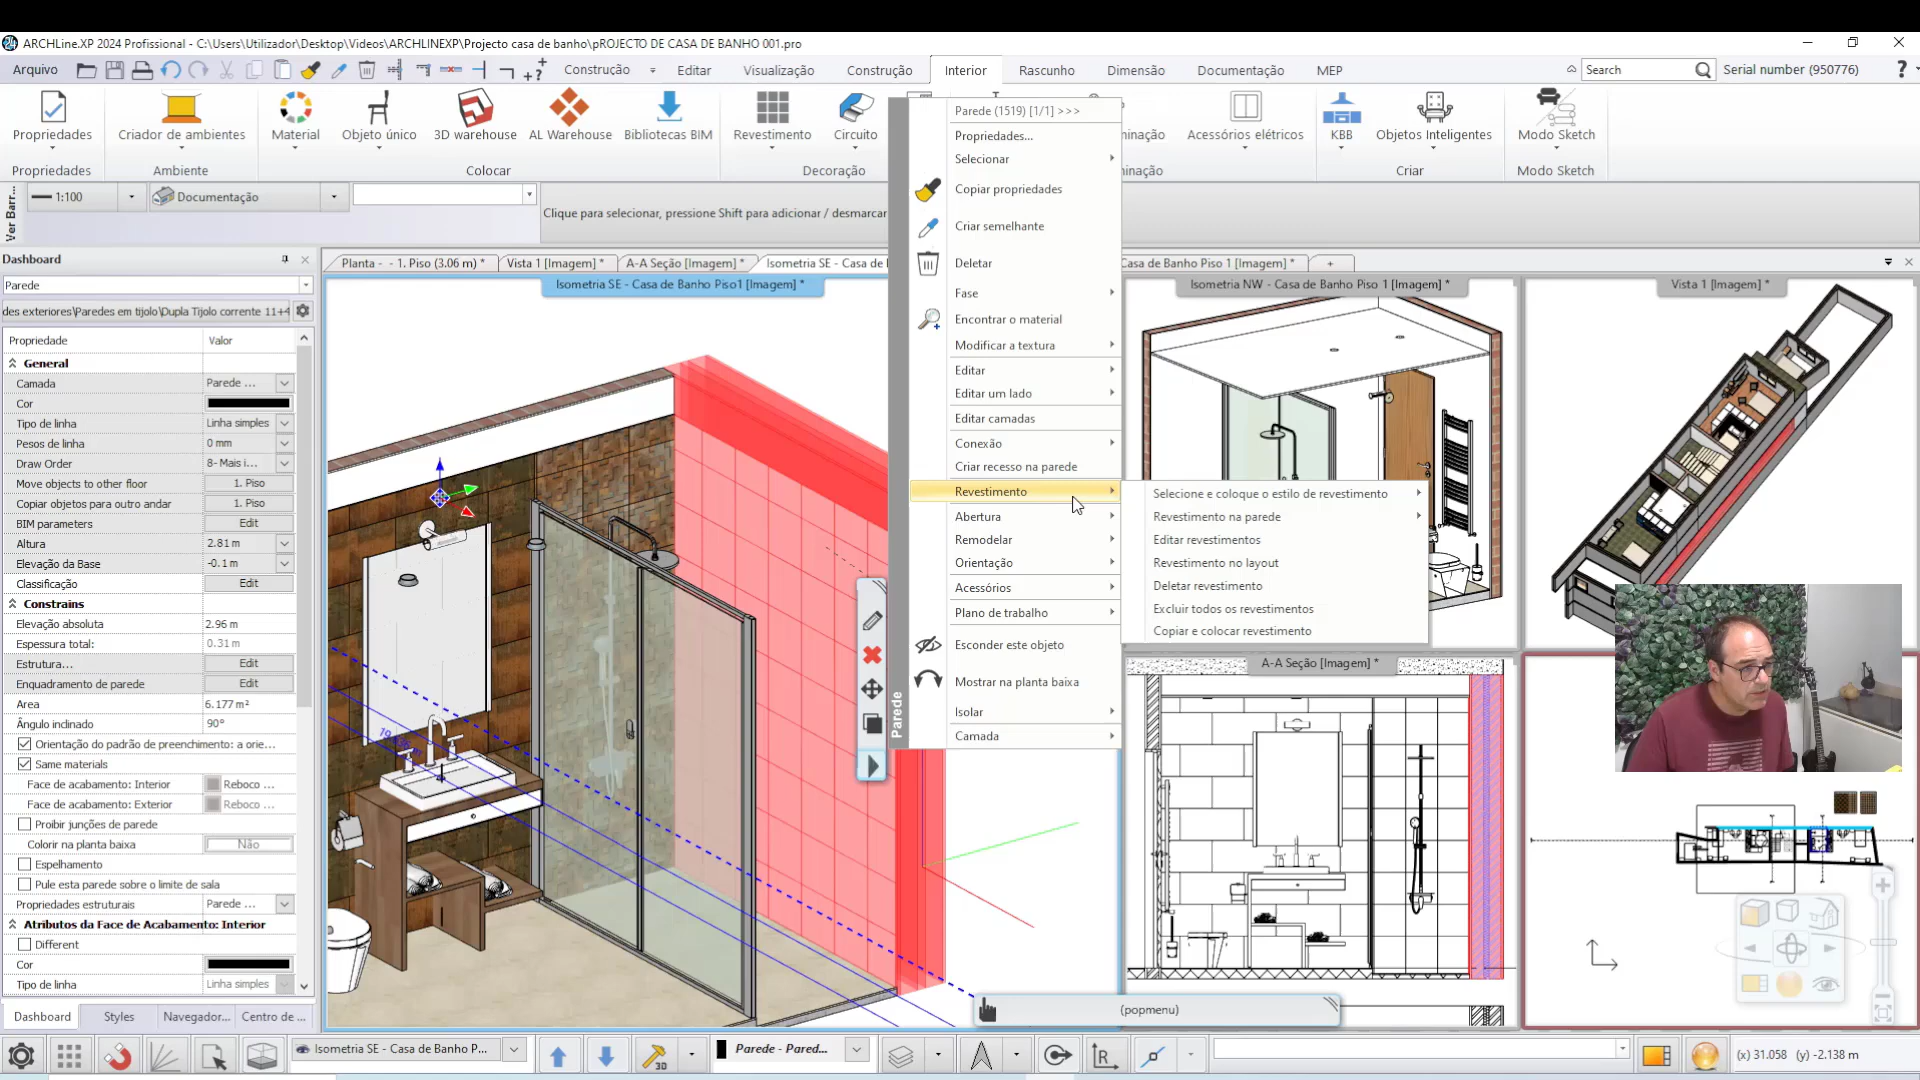 ARCHLine.XP 2024 Profissional - C:\Users\Utilizador\Desktop\Videos\ARCHLINEXP\Projecto casa de banho\pROJECTO DE CASA DE BANHO 001.pro
Arquivo
Construção
Editar
Visualização
Construção
Interior
Rascunho
Dimensão
Documentação
MEP
Search
Serial number (950776)
Propriedades
Criador de ambientes
Material
Objeto único
3D warehouse
AL Warehouse
Bibliotecas BIM
Revestimento
Circuito
Acessórios elétricos
KBB
Objetos Inteligentes
Modo Sketch
Propriedades
Ambiente
Colocar
Decoração
Criar
Modo Sketch
Ver Barr...
1:100
Documentação
Clique para selecionar, pressione Shift para adicionar / desmarcar
Dashboard
Parede
des exteriores\Paredes em tijolo\Dupla Tijolo corrente 11+4
Propriedade
Valor
General
Camada
Parede ...
Cor
Tipo de linha
Linha simples
Pesos de linha
0 mm
Draw Order
8- Mais i...
Move objects to other floor
1. Piso
Copiar objetos para outro andar
1. Piso
BIM parameters
Edit
Altura
2.81 m
Elevação da Base
-0.1 m
Classificação
Edit
Constrains
Elevação absoluta
2.96 m
Espessura total:
0.31 m
Estrutura...
Edit
Enquadramento de parede
Edit
Area
6.177 m²
Ângulo inclinado
90°
Orientação do padrão de preenchimento: a orie...
Same materials
Face de acabamento: Interior
Reboco ...
Face de acabamento: Exterior
Reboco ...
Proibir junções de parede
Colorir na planta baixa
Não
Espelhamento
Pule esta parede sobre o limite de sala
Propriedades estruturais
Parede ...
Atributos da Face de Acabamento: Interior
Different
Cor
Tipo de linha
Linha simples
Dashboard
Styles
Navegador...
Centro de ...
Planta - - 1. Piso (3.06 m) *
Vista 1 [Imagem] *
A-A Seção [Imagem] *
Isometria SE - Casa de
Casa de Banho Piso 1 [Imagem] *
Isometria SE - Casa de Banho Piso1 [Imagem] *
Isometria NW - Casa de Banho Piso 1 [Imagem] *
Vista 1 [Imagem] *
A-A Seção [Imagem] *
Parede
Parede (1519) [1/1] >>>
Propriedades...
Selecionar
Copiar propriedades
Criar semelhante
Deletar
Fase
Encontrar o material
Modificar a textura
Editar
Editar um lado
Editar camadas
Conexão
Criar recesso na parede
Revestimento
Abertura
Remodelar
Orientação
Acessórios
Plano de trabalho
Esconder este objeto
Mostrar na planta baixa
Isolar
Camada
Selecione e coloque o estilo de revestimento
Revestimento na parede
Editar revestimentos
Revestimento no layout
Deletar revestimento
Excluir todos os revestimentos
Copiar e colocar revestimento
(popmenu)
Isometria SE - Casa de Banho P...
Parede - Pared...
(x) 31.058 (y) -2.138 m